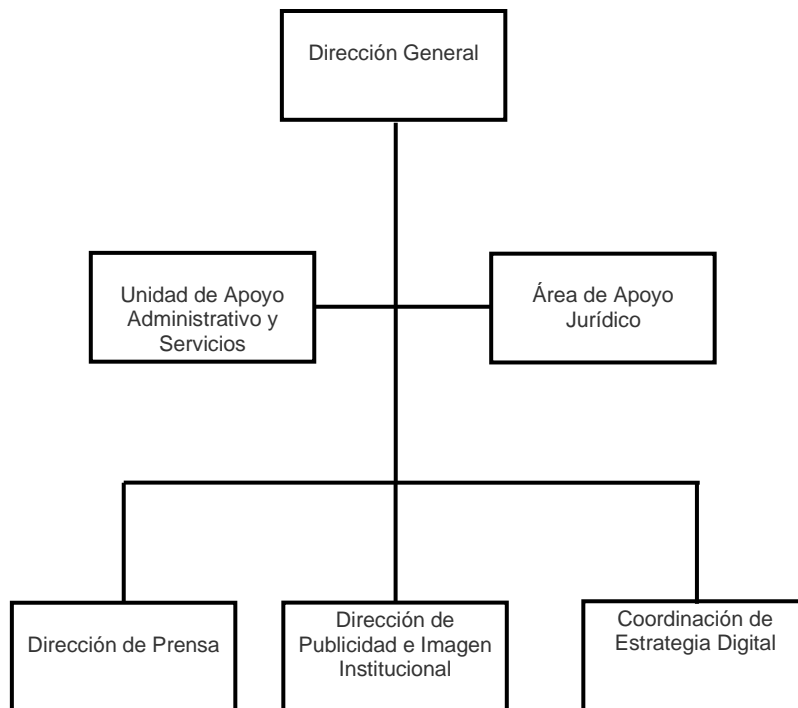 Dirección General
Unidad de Apoyo
Administrativo y
Servicios
Área de Apoyo
Jurídico
Dirección de Prensa
Dirección de
Publicidad e Imagen
Institucional
Coordinación de
Estrategia Digital